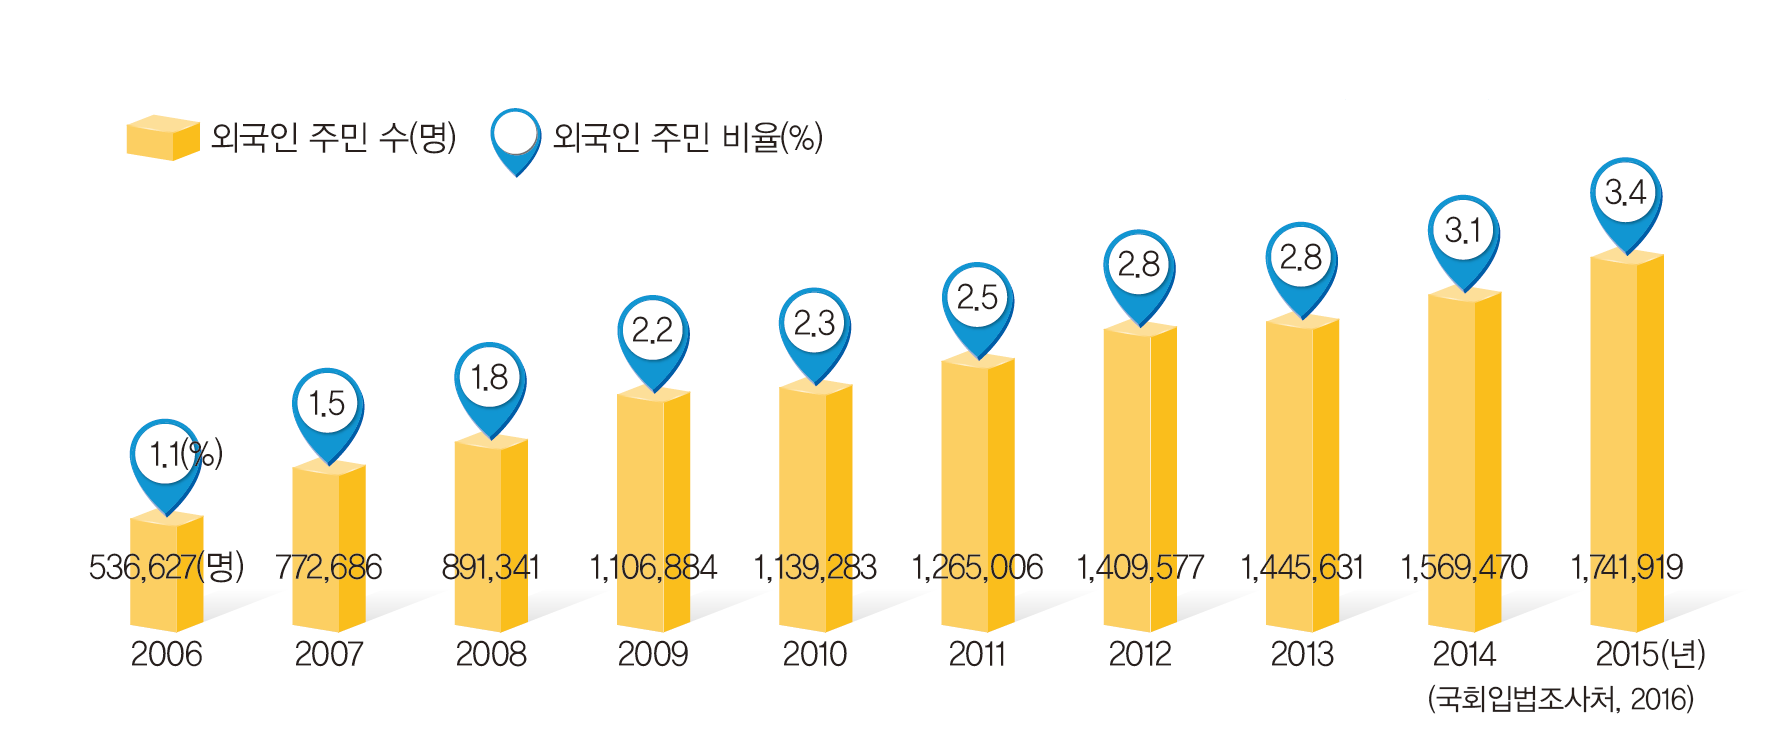 외국인 주민 수(명) 외국인 주민 비율(%)
1.1(%) 1.5 1.8 2.2 2.3 2.5 2.8 2.8 3.1 3.4
536,627(명) 772,686 891,341 1,106,884 1,139,283 1,265,006 1,409,577 1,445,631 1,569,470 1,741,919
2006 2007 2008 2009 2010 2011 2012 2013 2014 2015(년)
(국회입법조사처, 2016)